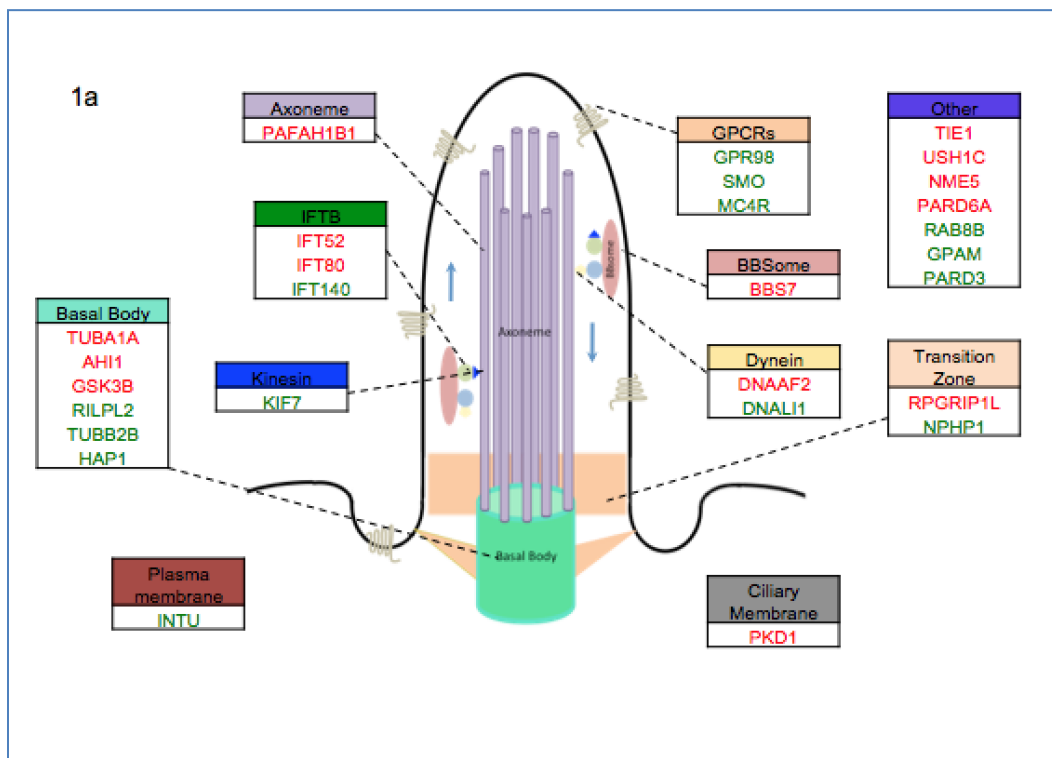 1a
Axoneme
PAFAH1B1
IFTB
IFT52
IFT80
IFT140
Basal Body
TUBA1A
AHI1
GSK3B
RILPL2
TUBB2B
HAP1
Kinesin
KIF7
Plasma
membrane
INTU
Axoneme
Basal Body
BBsome
GPCRs
GPR98
SMO
MC4R
BBSome
BBS7
Dynein
DNAAF2
DNALI1
Ciliary
Membrane
PKD1
Other
TIE1
USH1C
NME5
PARD6A
RAB8B
GPAM
PARD3
Transition
Zone
RPGRIP1L
NPHP1